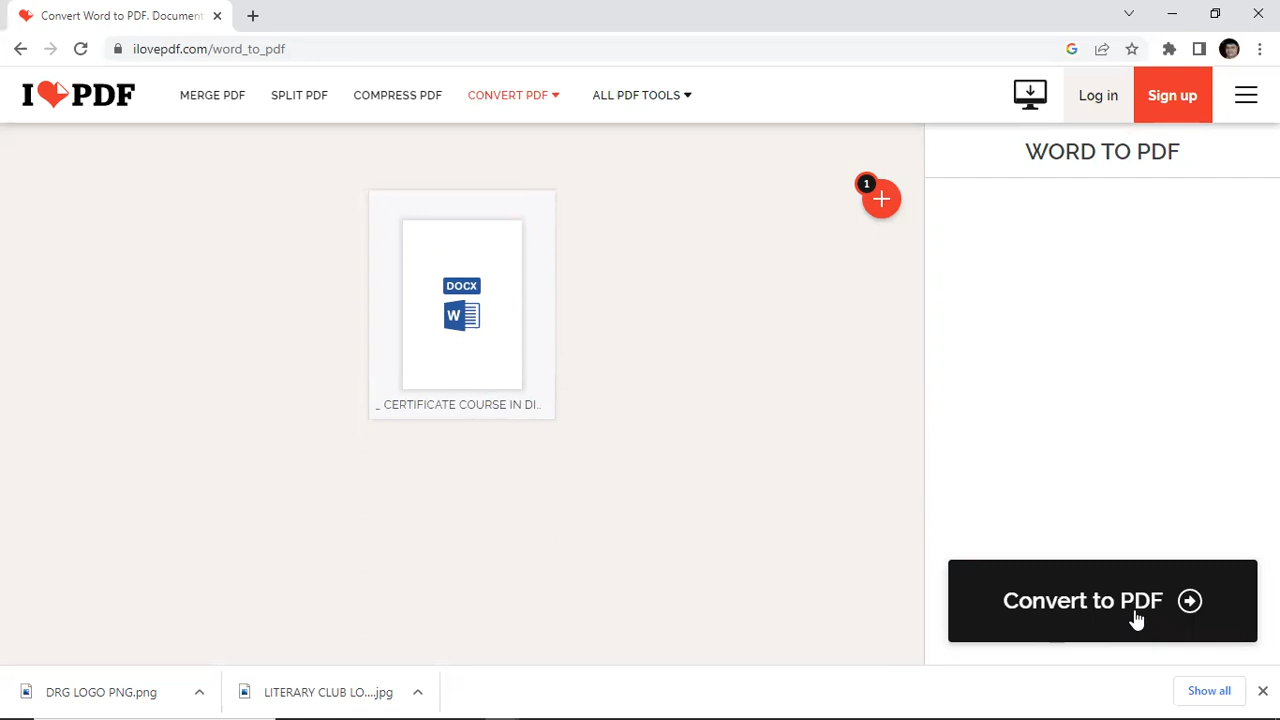 Convert Word to PDF. Document
ilovepdf.com/word_to_pdf
I PDF
MERGE PDF
SPLIT PDF
COMPRESS PDF
CONVERT PDF
ALL PDF TOOLS
Log in
Sign up
WORD TO PDF
1
DOCX
W
_ CERTIFICATE COURSE IN DI..
Convert to PDF
DRG LOGO PNG.png
LITERARY CLUB LO....jpg
Show all